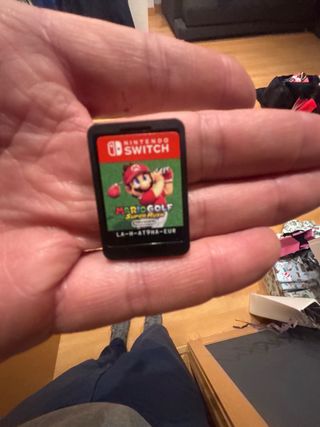 NINTENDO
SWITCH
MARIO GOLF
SUPER RUSH
LA-H-AT9HA-EUR